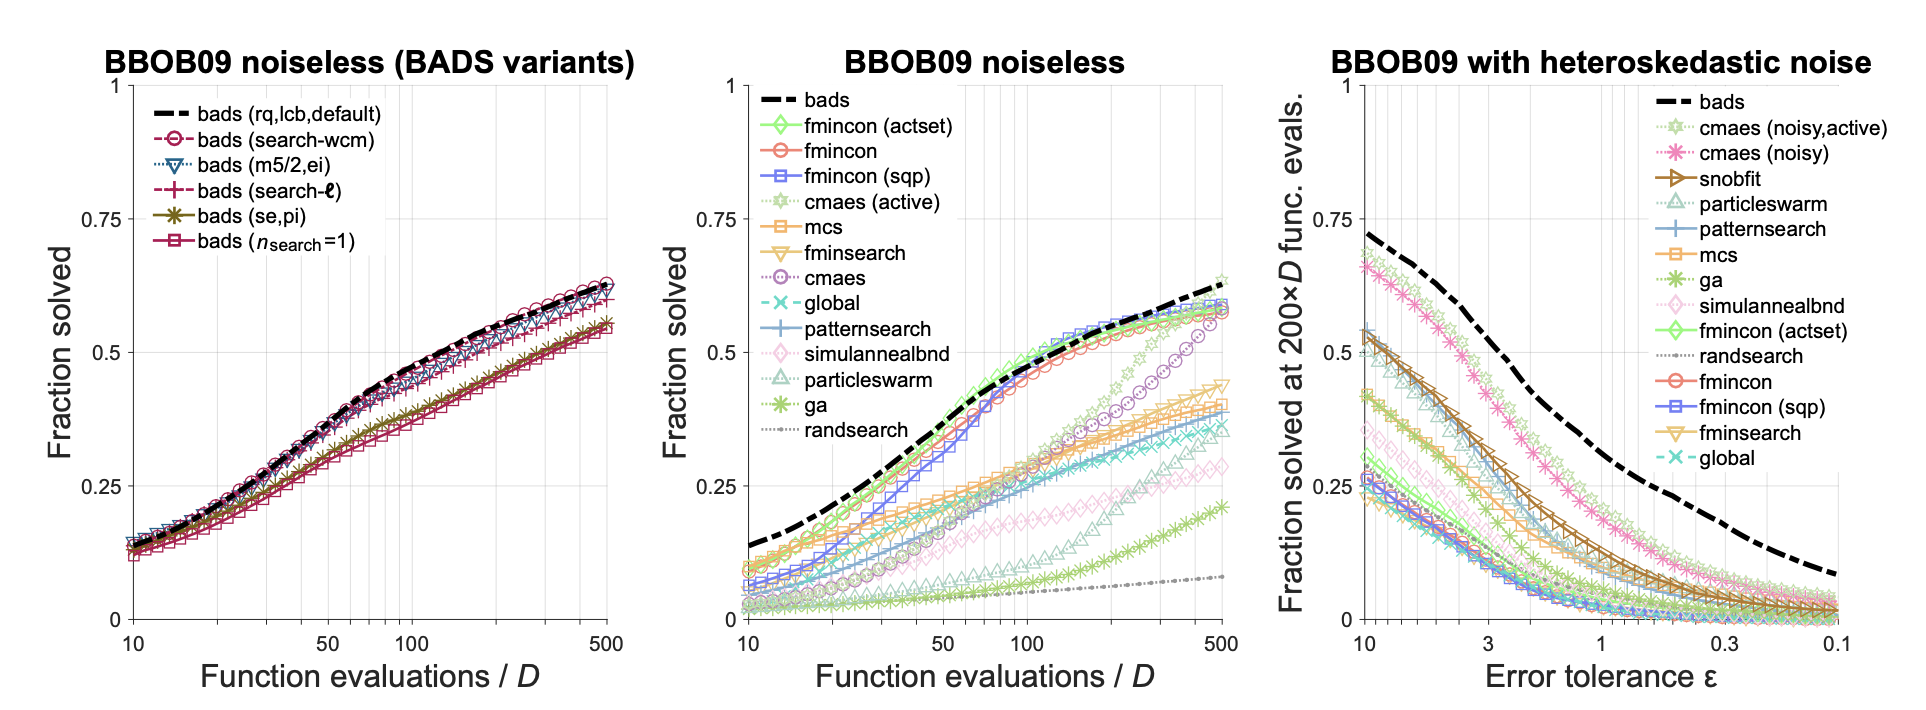 BBOB09 noiseless (BADS variants)
1
0.75
0.5
0.25
0
Fraction solved
bads (rq,lcb,default)
bads (search-wcm)
bads (m5/2,ei)
bads (search-ℓ)
bads (se,pi)
bads (nsearch=1)
10
50
100
500
Function evaluations / D
BBOB09 noiseless
1
0.75
0.5
0.25
0
Fraction solved
bads
fmincon (actset)
fmincon
fmincon (sqp)
cmaes (active)
mcs
fminsearch
cmaes
global
patternsearch
simulannealbnd
particleswarm
ga
randsearch
10
50
100
500
Function evaluations / D
BBOB09 with heteroskedastic noise
1
0.75
0.5
0.25
0
Fraction solved at 200×D func. evals.
bads
cmaes (noisy,active)
cmaes (noisy)
snobfit
particleswarm
patternsearch
mcs
ga
simulannealbnd
fmincon (actset)
randsearch
fmincon
fmincon (sqp)
fminsearch
global
10
3
1
0.3
0.1
Error tolerance ε